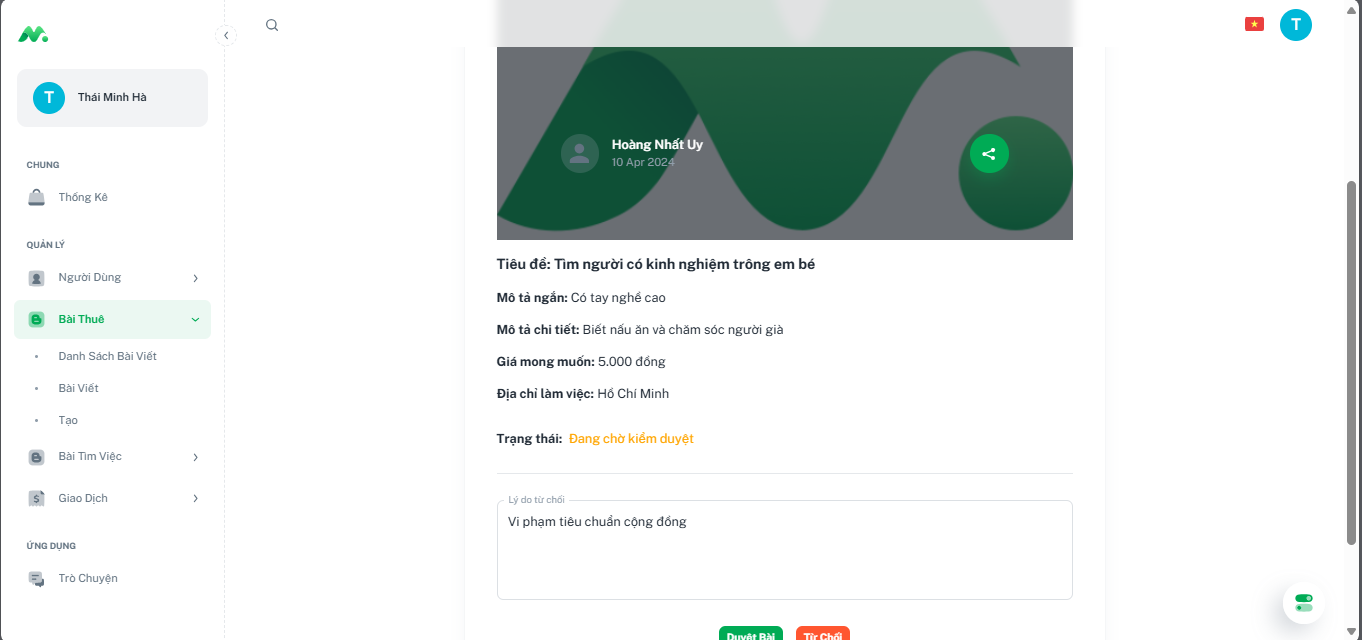 T
Thái Minh Hà
CHUNG
Thống Kê
QUẢN LÝ
Người Dùng
Bài Thuê
Danh Sách Bài Viết
Bài Viết
Tạo
Bài Tìm Việc
Giao Dịch
ỨNG DỤNG
Trò Chuyện
T
Hoàng Nhất Uy
10 Apr 2024
Tiêu đề: Tìm người có kinh nghiệm trông em bé
Mô tả ngắn: Có tay nghề cao
Mô tả chi tiết: Biết nấu ăn và chăm sóc người già
Giá mong muốn: 5.000 đồng
Địa chỉ làm việc: Hồ Chí Minh
Trạng thái: Đang chờ kiểm duyệt
Lý do từ chối
Vi phạm tiêu chuẩn cộng đồng
Duyệt Bài
Từ Chối